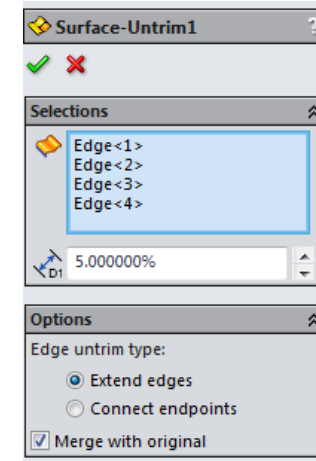 Surface-Untrim1
?
Selections
Edge<1>
Edge<2>
Edge<3>
Edge<4>
D1
5.000000%
Options
Edge untrim type:
Extend edges
Connect endpoints
Merge with original